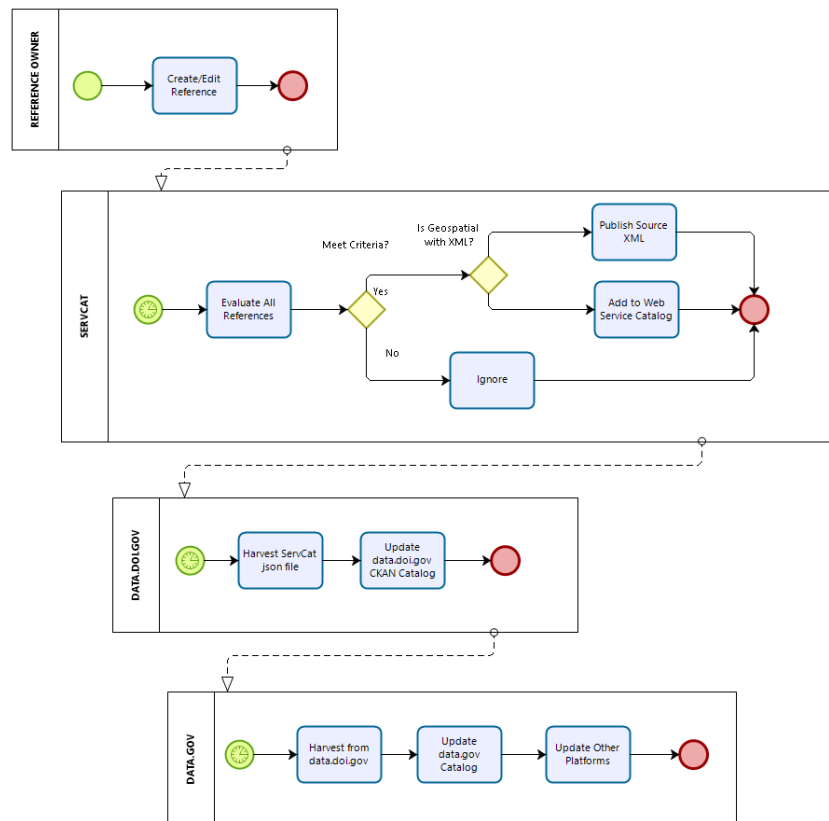 REFERENCE OWNER
Create/Edit
Reference
SERVCAT
Is Geospatial
with XML?
Meet Criteria?
Publish Source
XML
Yes
Evaluate All
References
Add to Web
Service Catalog
No
Ignore
DATA.DOI.GOV
Harvest ServCat
json file
Update
data.doi.gov
CKAN Catalog
DATA.GOV
Harvest from
data.doi.gov
Update
data.gov
Catalog
Update Other
Platforms